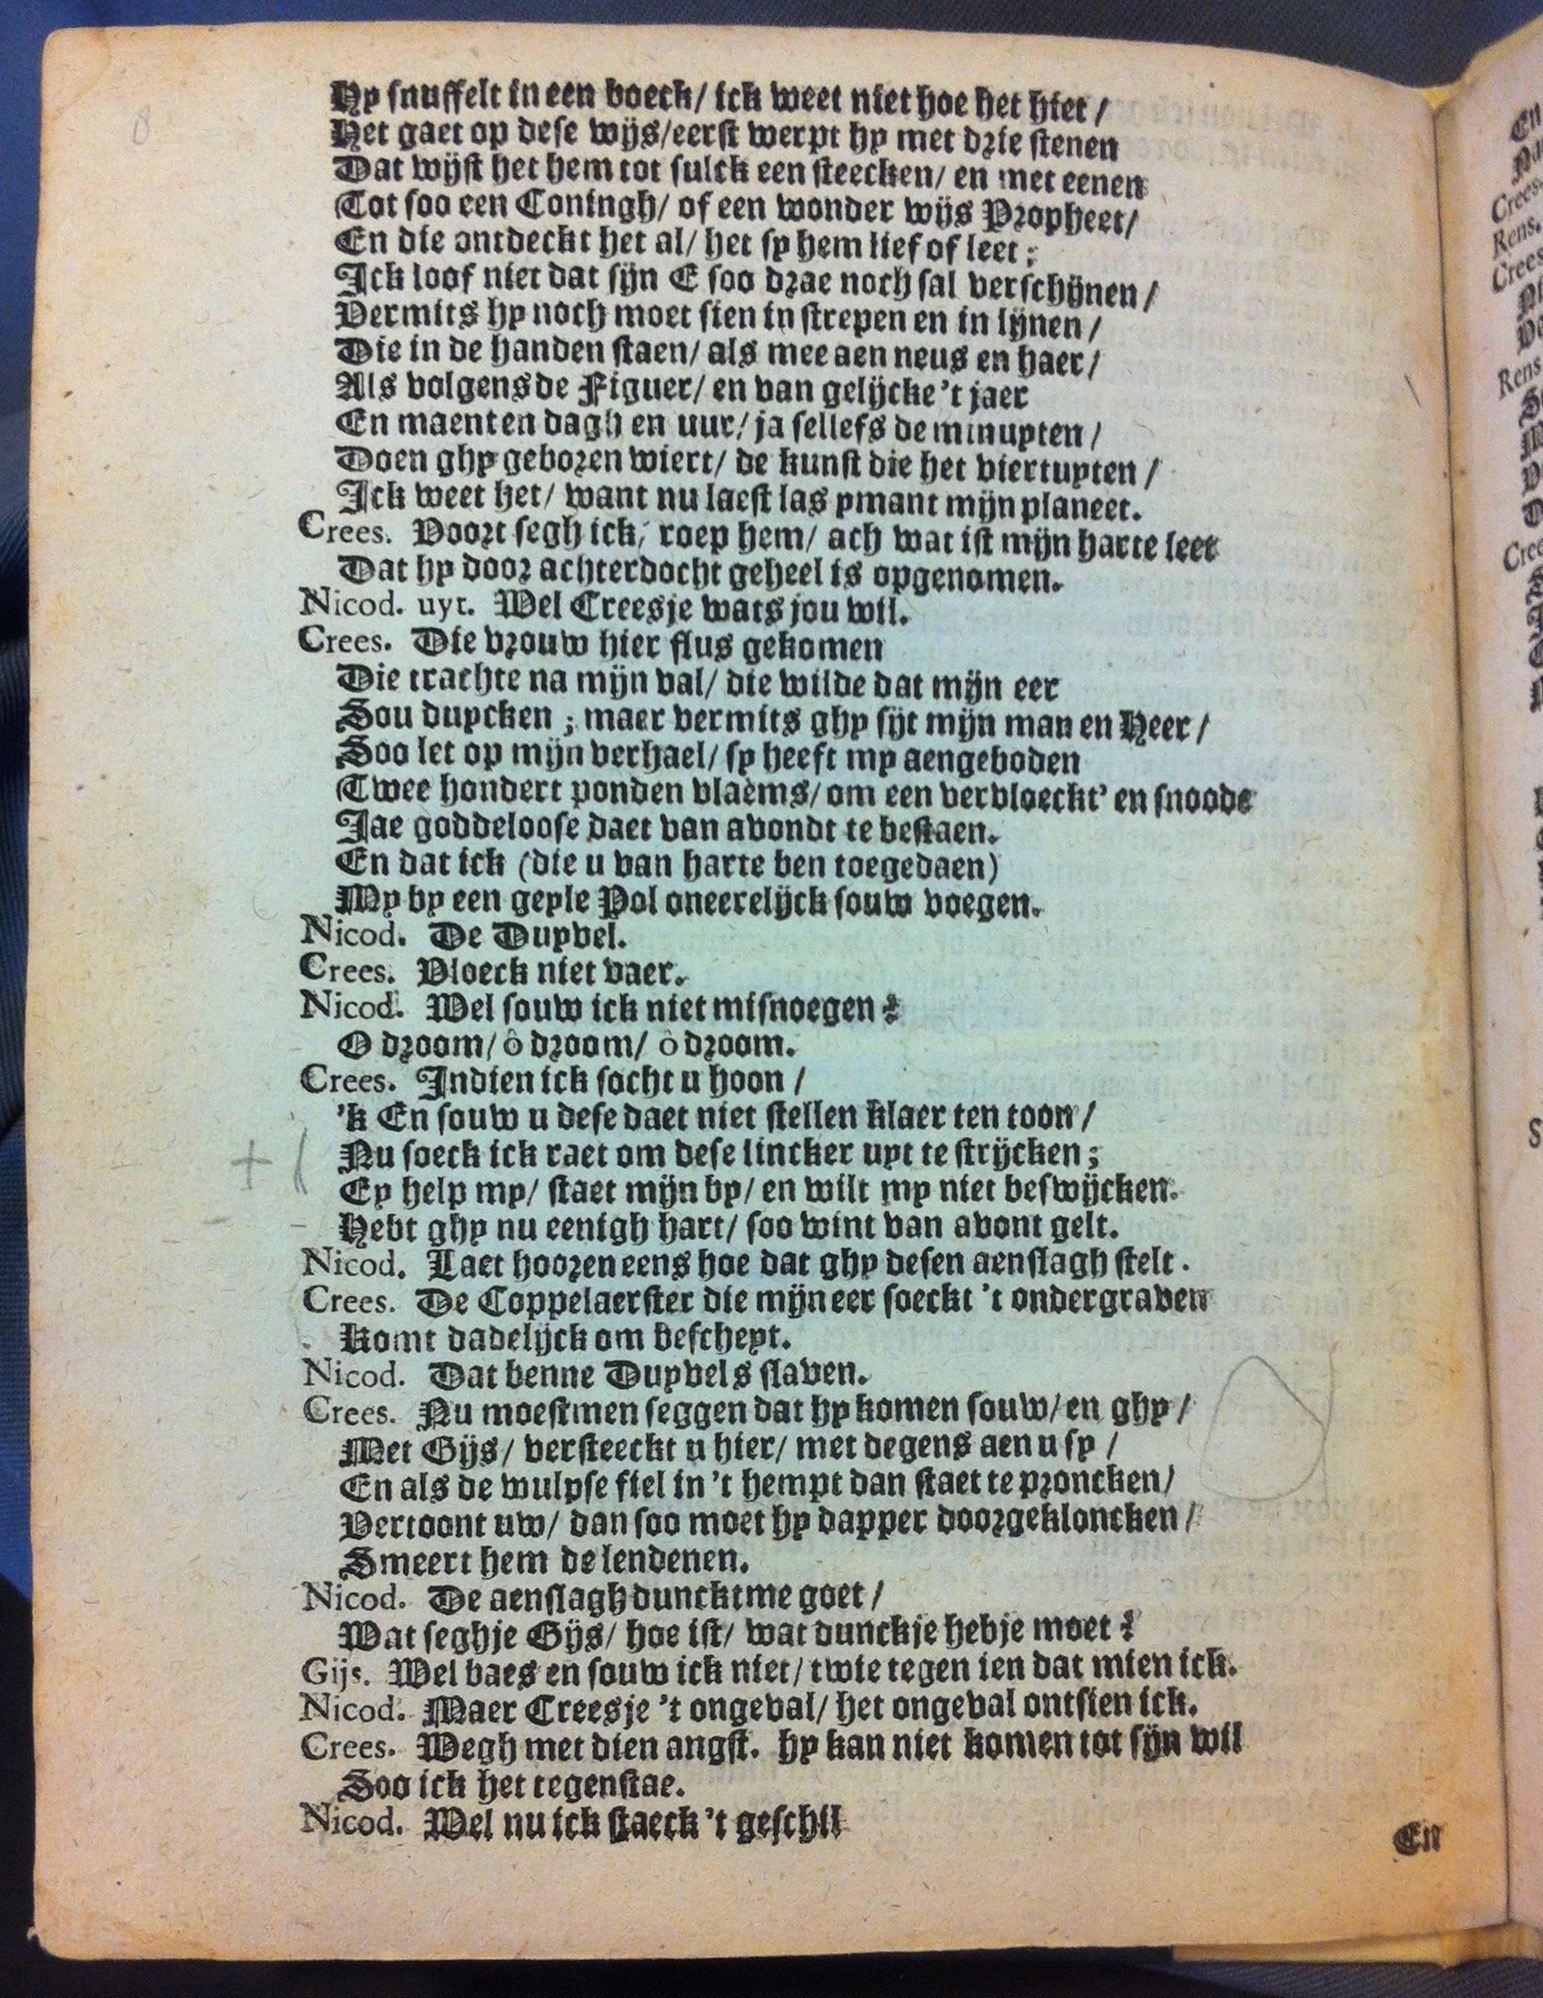 Hy snuffelt in een boeck/ ick weet niet hoe het hiet /
Het gaet op dese wijs/eerst werpt hy met drie stenen
Dat wijst het hem tot sulck een steecken/ en met eenen
Tot soo een Coningh/ of een wonder wijs Propheet/
En die ontdeckt het al/ het sy hem lief of leet;
Ick loof niet dat sijn E soo drae noch sal verschijnen /
Vermits hy noch moet sien in strepen en in lijnen /
Die in de handen staen/ als mee aen neus en haer/
Als volgens de Figuer/ en van gelijcke 't jaer
En maent en dagh en uur/ ja sellefs de minuyten /
Doen ghy geboren wiert/ de kunst die het viertuyten /
Ick weet het/ want nu laest las ymant mijn planeet.
Crees. Voort segh ick, roep hem/ ach wat ist mijn harte leet
Dat hy door achterdocht geheel is opgenomen.
Nicod. uyt. Wel Creesje wats jou wil.
Crees. Die vrouw hier flus gekomen
Die trachte na mijn val/ die wilde dat mijn eer
Sou duycken ; maer vermits ghy sijt mijn man en Heer /
Soo let op mijn verhael/ sy heeft my aengeboden
Twee hondert ponden vlaems/ om een vervloeckt' en snoode
Jae goddeloose daet van avondt te bestaen.
En dat ick (die u van harte ben toegedaen)
My by een geyle Pol oneerelijck souw voegen.
Nicod. De Duyvel.
Crees. Vloeck niet vaer.
Nicod. Wel souw ick niet misnoegen ?
O droom/ ô droom/ ô droom.
Crees. Indien ick socht u hoon /
'k En souw u dese daet niet stellen klaer ten toon /
Nu soeck ick raet om dese lincker uyt te strijcken;
Ey help my/ staet mijn by/ en wilt my niet beswijcken.
Hebt ghy nu eenigh hart/ soo wint van avont gelt.
Nicod. Laet hooren eens hoe dat ghy desen aenslagh stelt.
Crees. De Coppelaerster die mijn eer soeckt 't ondergraven
Komt dadelijck om bescheyt.
Nicod. Dat benne Duyvels slaven.
Crees. Nu moestmen seggen dat hy komen souw/ en ghy /
Met Gijs/ versteeckt u hier/ met degens aen u sy /
En als de wulpse fiel in 't hempt dan staet te proncken/
Vertoont uw/ dan soo moet hy dapper doorgekloncken /
Smeert hem de lendenen.
Nicod. De aenslagh dunckt me goet /
Wat seghje Gijs/ hoe ist/ wat dunckje hebje moet ?
Gijs. Wel baes en souw ick niet/ twie tegen ien dat mien ick.
Nicod. Maer Creesje 't ongeval/ het ongeval ontsien ick.
Crees. Wegh met dien angst. hy kan niet komen tot sijn wil
Soo ick het tegenstae.
Nicod. Wel nu ick staeck 't geschil
En